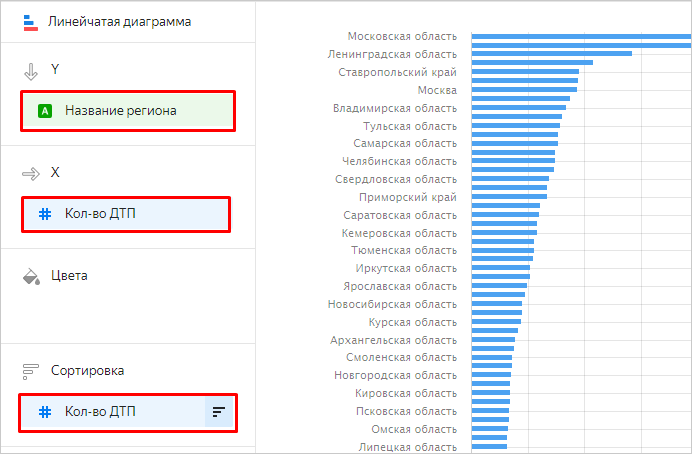 Линейчатая диаграмма
Y
A
Название региона
X
# Кол-во ДТП
Цвета
Сортировка
# Кол-во ДТП
Московская область
Ленинградская область
Ставропольский край
Москва
Владимирская область
Тульская область
Самарская область
Челябинская область
Свердловская область
Приморский край
Саратовская область
Кемеровская область
Тюменская область
Иркутская область
Ярославская область
Новосибирская область
Курская область
Архангельская область
Смоленская область
Новгородская область
Кировская область
Псковская область
Омская область
Липецкая область